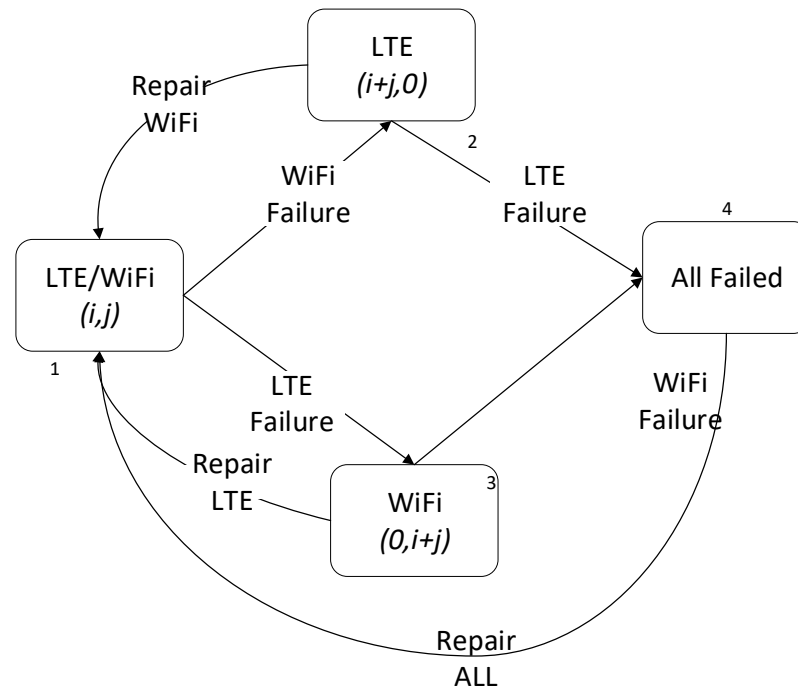 LTE
(i+j,0)
2
Repair
WiFi
WiFi
Failure
LTE
Failure
4
All Failed
LTE/WiFi
(i,j)
1
LTE
Failure
WiFi
Failure
Repair
LTE
WiFi
(0,i+j)
3
Repair
ALL